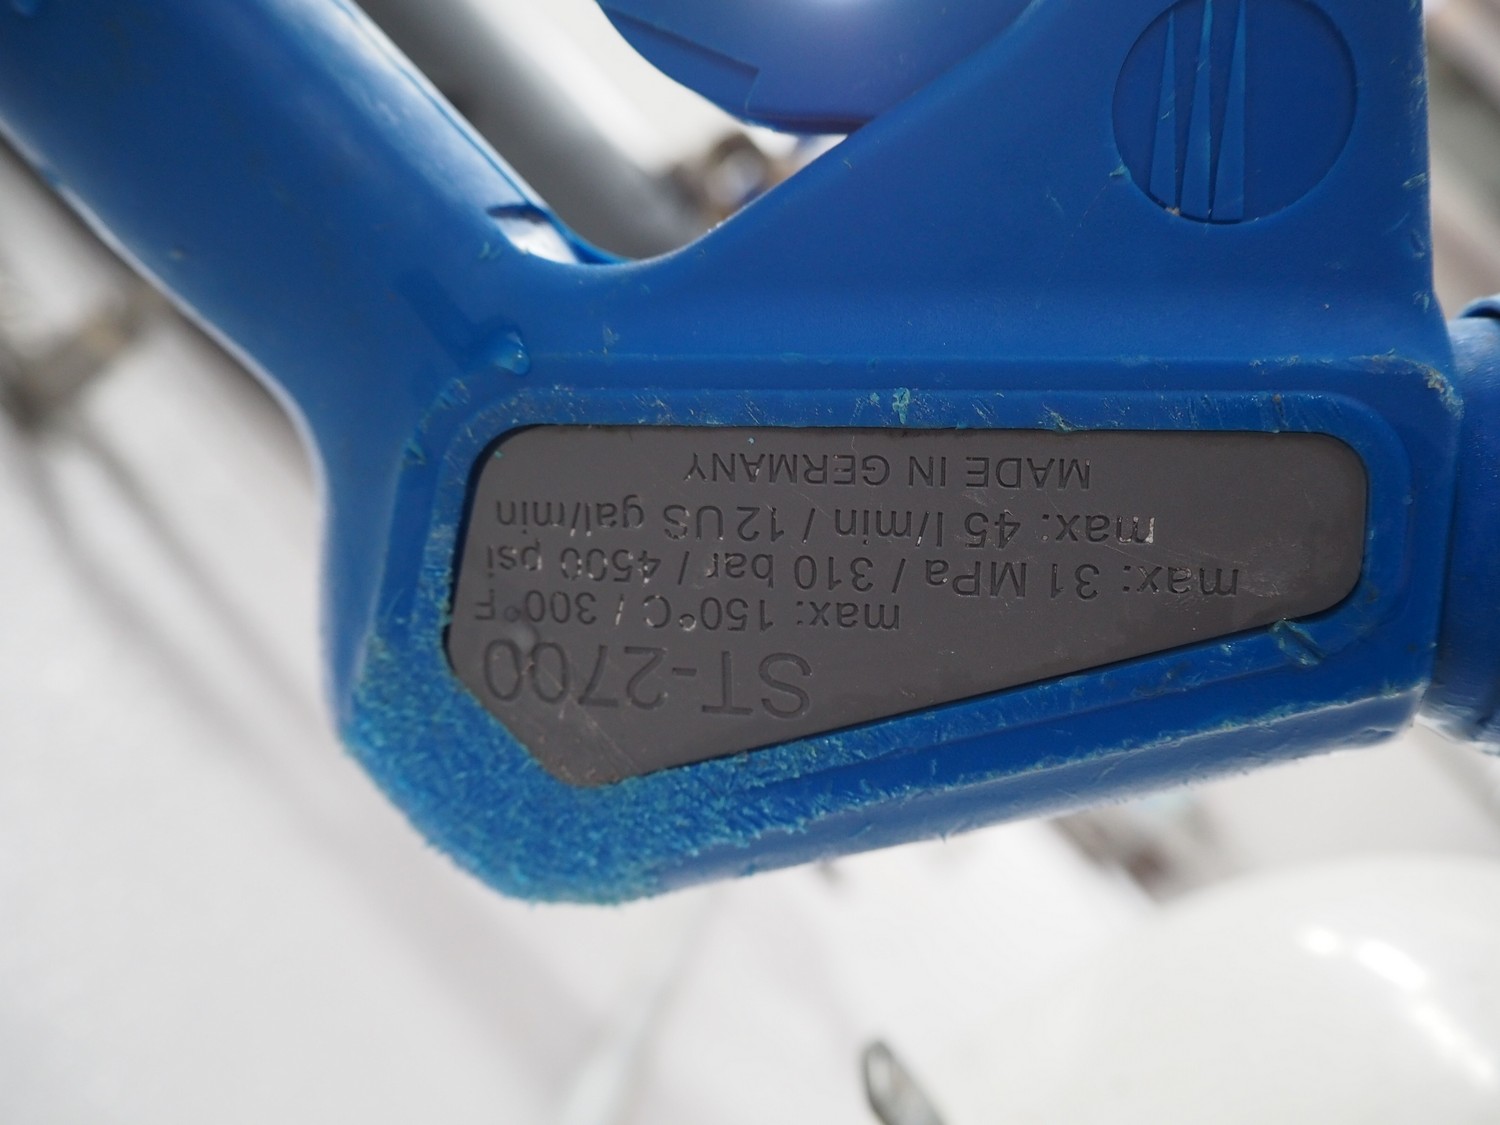 ST-2700
max: 150°C / 300°F
max: 31 MPa / 310 bar / 4500 psi
max: 45 l/min / 12 US gal/min
MADE IN GERMANY